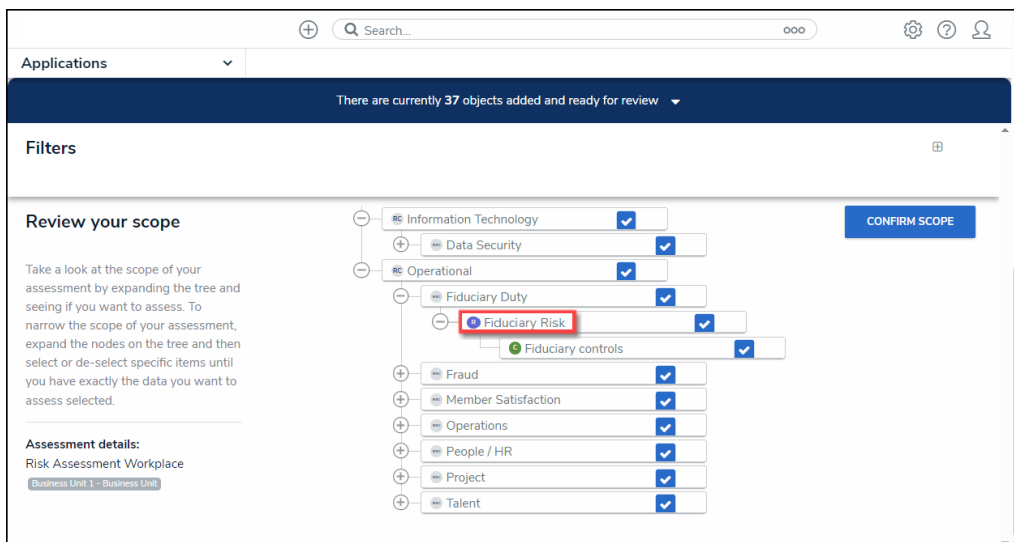 Search...
Applications
There are currently 37 objects added and ready for review
Filters
Review your scope
Take a look at the scope of your
assessment by expanding the tree and
seeing if you want to assess. To
narrow the scope of your assessment,
expand the nodes on the tree and then
select or de-select specific items until
you have exactly the data you want to
assess selected.
Assessment details:
Risk Assessment Workplace
Business Unit 1 - Business Unit
RC Information Technology
Data Security
RC Operational
Fiduciary Duty
R Fiduciary Risk
C Fiduciary controls
Fraud
Member Satisfaction
Operations
People / HR
Project
Talent
CONFIRM SCOPE